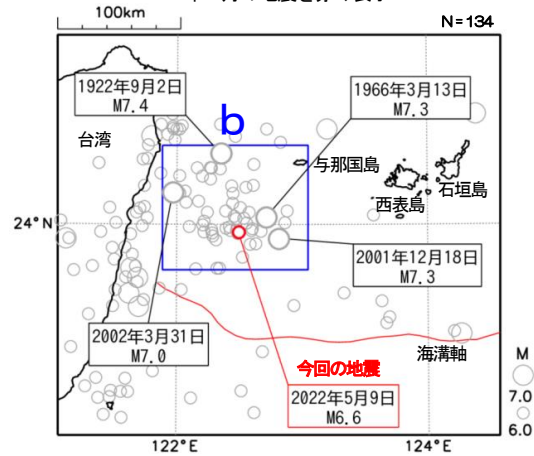 100km
N=134
1922年9月2日
M7.4
1966年3月13日
M7.3
b
台湾
与那国島
石垣島
西表島
24°N
2001年12月18日
M7.3
2002年3月31日
M7.0
今回の地震
海溝軸
2022年5月9日
M6.6
M
7.0
6.0
122°E
124°E